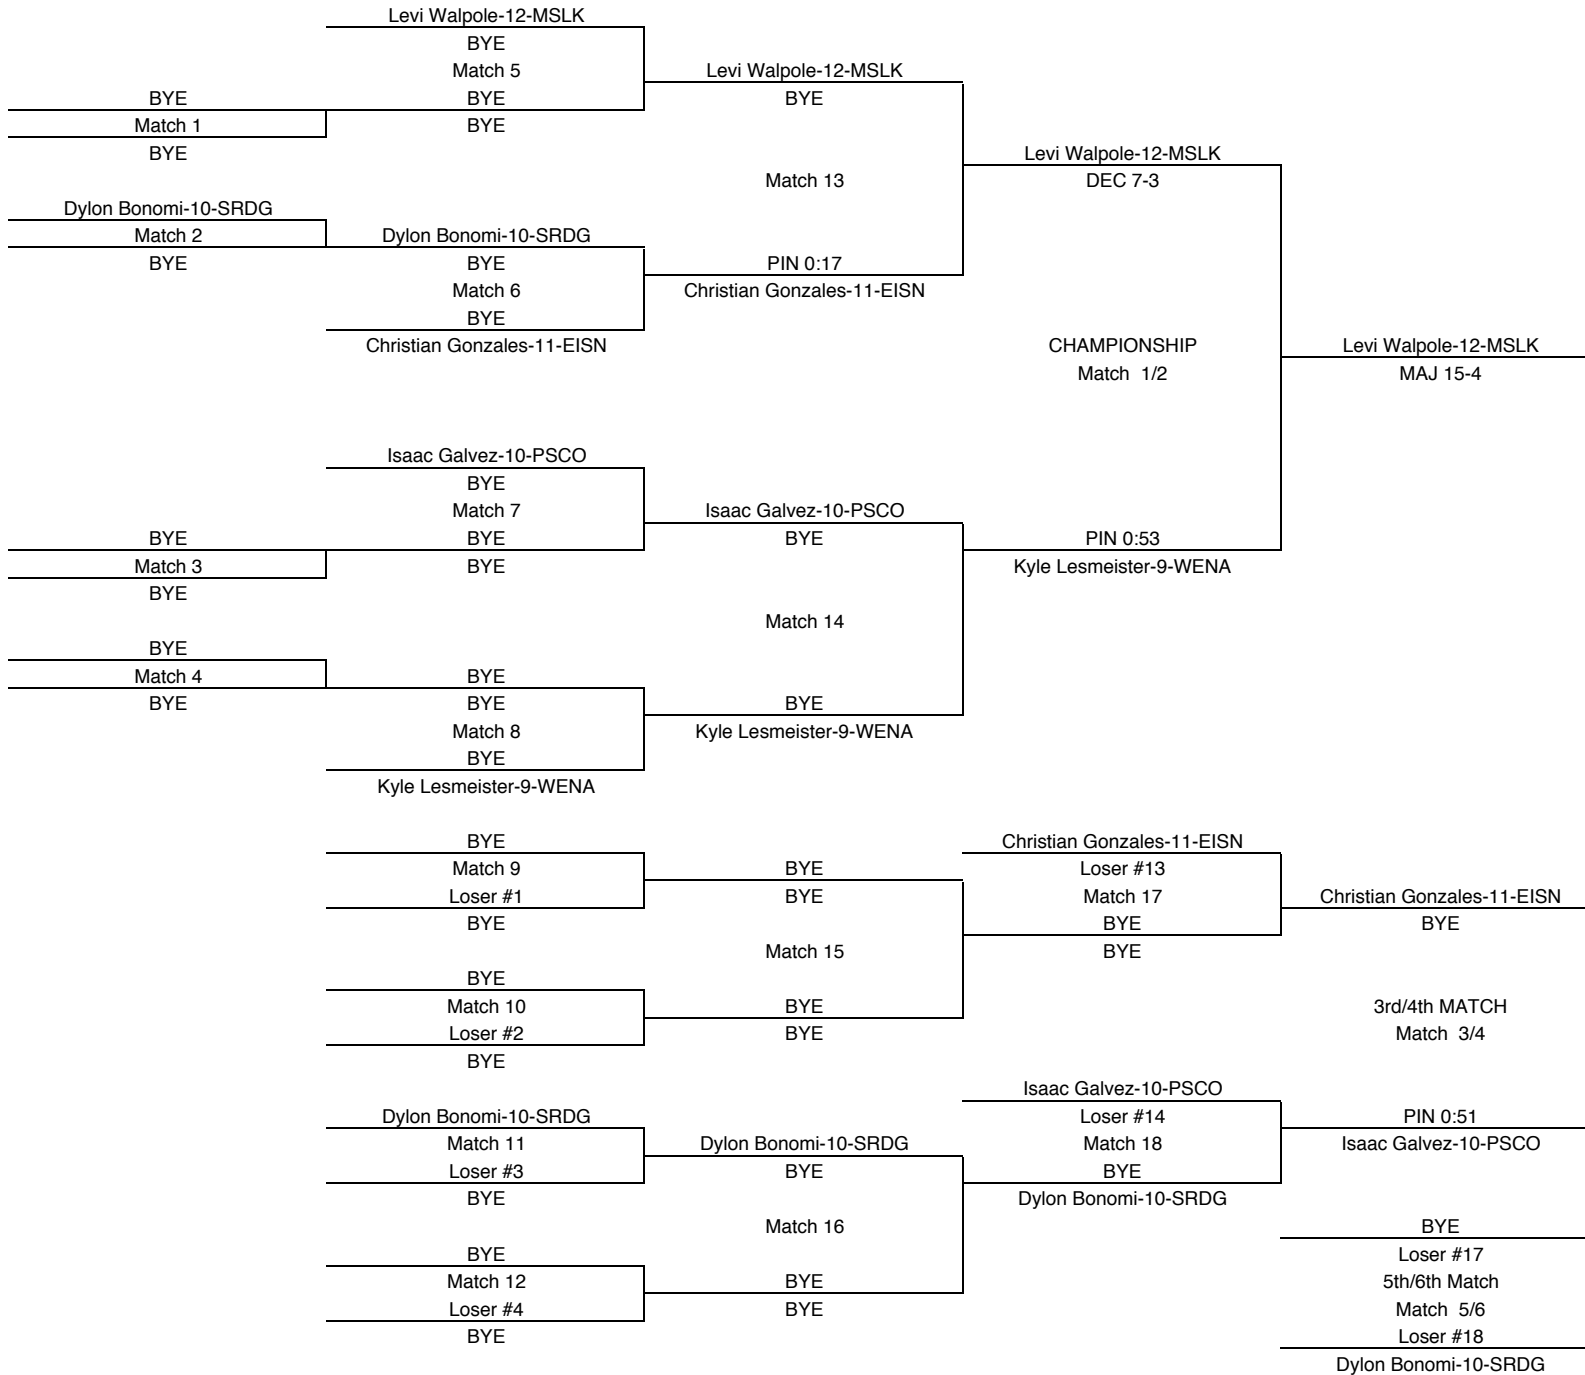 Levi Walpole-12-MSLK
BYE
Match 5
Levi Walpole-12-MSLK
BYE
BYE
BYE
Match 1
BYE
BYE
Levi Walpole-12-MSLK
Match 13
DEC 7-3
Dylon Bonomi-10-SRDG
Match 2
Dylon Bonomi-10-SRDG
BYE
BYE
PIN 0:17
Match 6
Christian Gonzales-11-EISN
BYE
Christian Gonzales-11-EISN
CHAMPIONSHIP
Levi Walpole-12-MSLK
Match 1/2
MAJ 15-4
Isaac Galvez-10-PSCO
BYE
Match 7
Isaac Galvez-10-PSCO
BYE
BYE
BYE
PIN 0:53
Match 3
BYE
Kyle Lesmeister-9-WENA
BYE
Match 14
BYE
Match 4
BYE
BYE
BYE
BYE
Match 8
Kyle Lesmeister-9-WENA
BYE
Kyle Lesmeister-9-WENA
BYE
Christian Gonzales-11-EISN
Match 9
BYE
Loser #13
Loser #1
BYE
Match 17
Christian Gonzales-11-EISN
BYE
BYE
BYE
Match 15
BYE
BYE
Match 10
BYE
3rd/4th MATCH
Loser #2
BYE
Match 3/4
BYE
Isaac Galvez-10-PSCO
Dylon Bonomi-10-SRDG
Loser #14
PIN 0:51
Match 11
Dylon Bonomi-10-SRDG
Match 18
Isaac Galvez-10-PSCO
Loser #3
BYE
BYE
BYE
Dylon Bonomi-10-SRDG
Match 16
BYE
BYE
Loser #17
Match 12
BYE
5th/6th Match
Loser #4
BYE
Match 5/6
BYE
Loser #18
Dylon Bonomi-10-SRDG